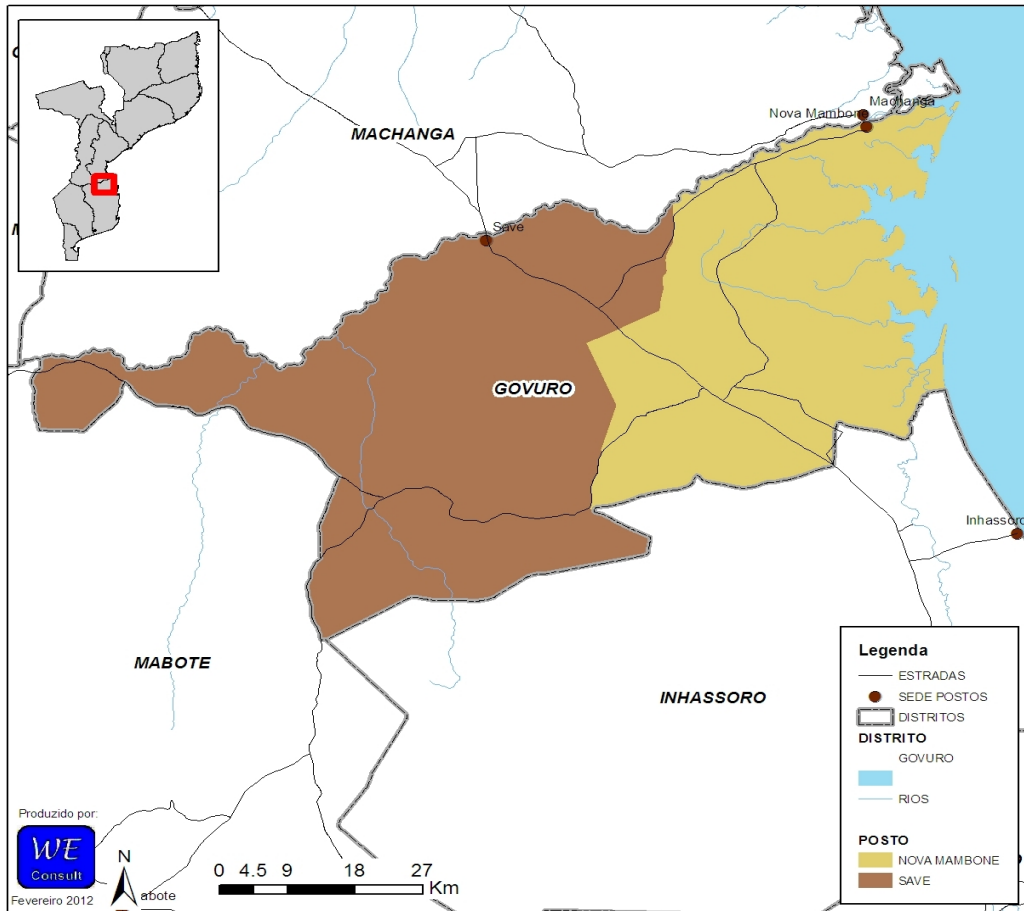 MACHANGA
Machanga
Nova Mambone
Save
GOVURO
Inhassoro
MABOTE
INHASSORO
Legenda
ESTRADAS
SEDE POSTOS
DISTRITOS
DISTRITO
GOVURO
RIOS
POSTO
NOVA MAMBONE
SAVE
Produzido por:
WE
Consult
Fevereiro 2012
N
abote
0 4.5 9 18 27
Km